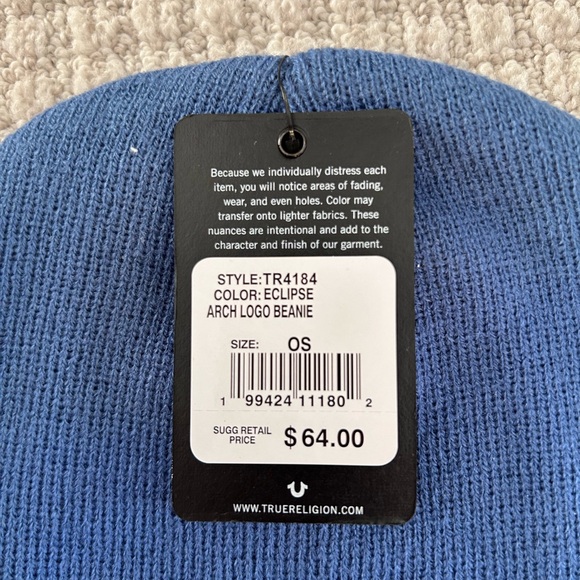 Because we individually distress each
item, you will notice areas of fading,
wear, and even holes. Color may
transfer onto lighter fabrics. These
nuances are intentional and add to the
character and finish of our garment.
STYLE:TR4184
COLOR:ECLIPSE
ARCH LOGO BEANIE
SIZE: OS
1 99424 11180 2
SUGG RETAIL
PRICE $64.00
WWW.TRUERELIGION.COM